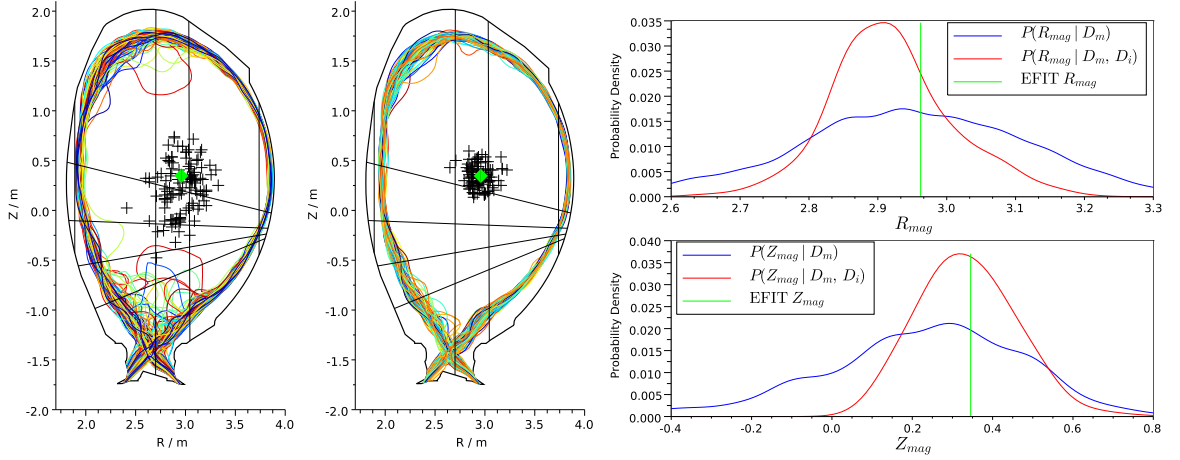 2.0
1.5
1.0
0.5
0.0
-0.5
-1.0
-1.5
-2.0
Z / m
2.0 2.5 3.0 3.5 4.0
R / m
2.0
1.5
1.0
0.5
0.0
-0.5
-1.0
-1.5
-2.0
Z / m
2.0 2.5 3.0 3.5 4.0
R / m
0.035
0.030
0.025
0.020
0.015
0.010
0.005
0.000
Probability Density
P(R_mag | D_m)
P(R_mag | D_m, D_i)
EFIT R_mag
2.6 2.7 2.8 2.9 3.0 3.1 3.2 3.3
R_mag
0.040
0.035
0.030
0.025
0.020
0.015
0.010
0.005
0.000
Probability Density
P(Z_mag | D_m)
P(Z_mag | D_m, D_i)
EFIT Z_mag
-0.4 -0.2 0.0 0.2 0.4 0.6 0.8
Z_mag